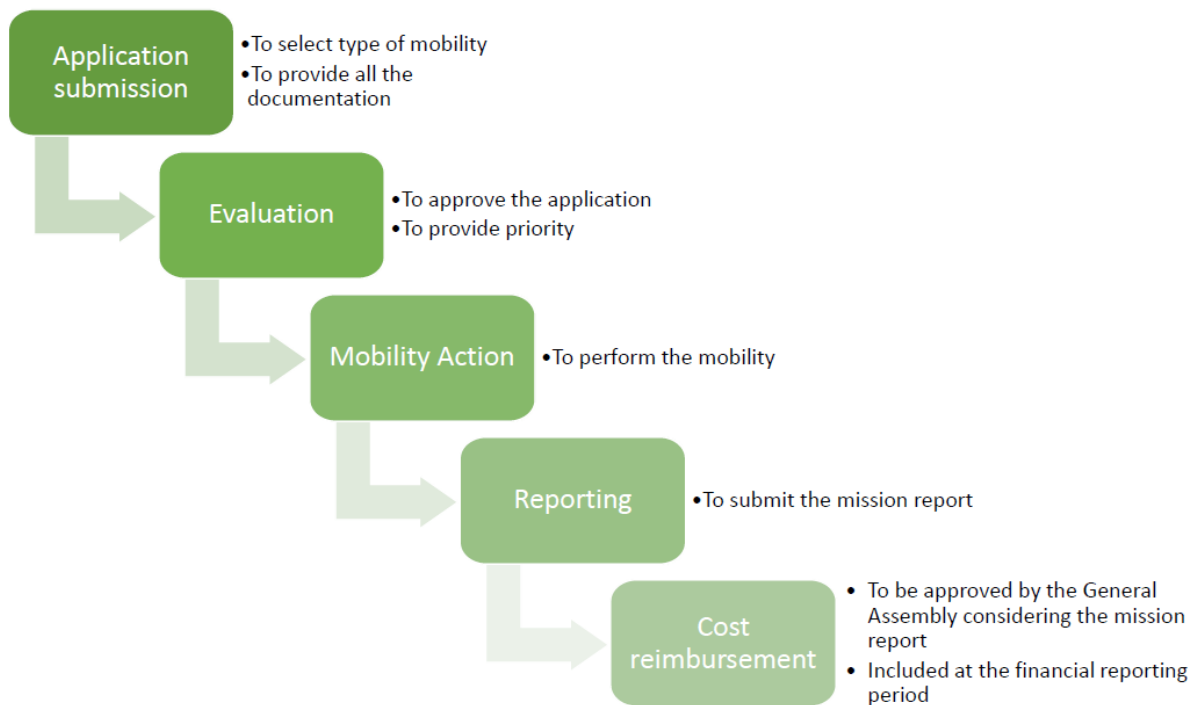 Application
submission
•To select type of mobility
•To provide all the
documentation
Evaluation
•To approve the application
•To provide priority
Mobility Action
•To perform the mobility
Reporting
•To submit the mission report
Cost
reimbursement
• To be approved by the General
Assembly considering the mission
report
• Included at the financial reporting
period